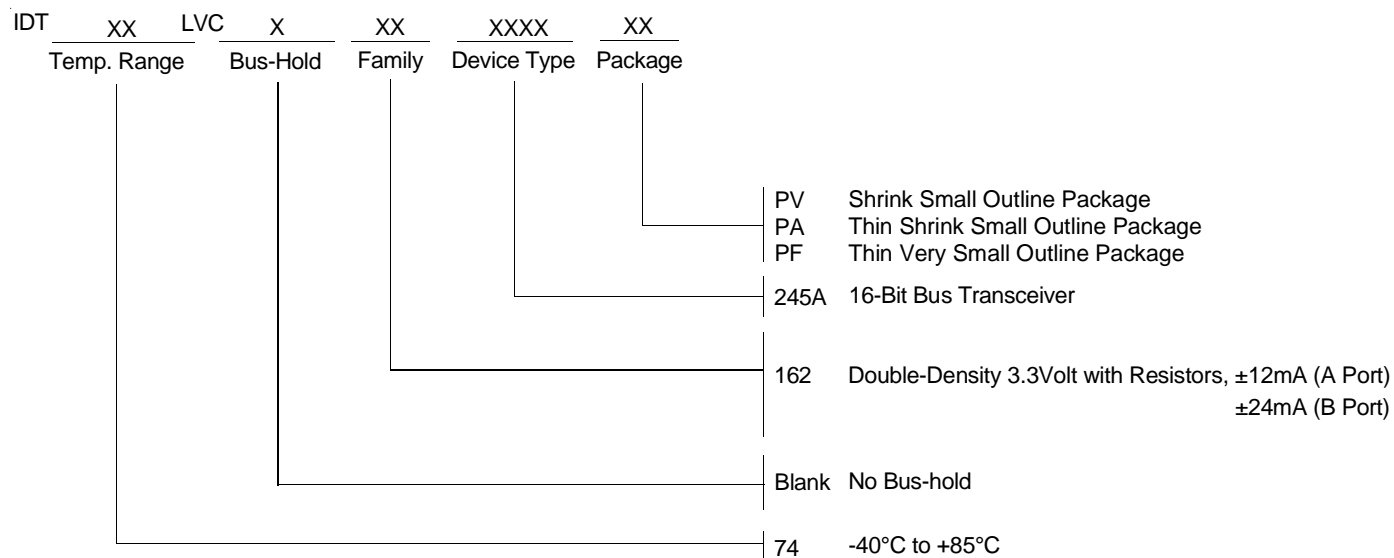 IDT XX LVC X XX XXXX XX
Temp. Range Bus-Hold Family Device Type Package
PV Shrink Small Outline Package
PA Thin Shrink Small Outline Package
PF Thin Very Small Outline Package
245A 16-Bit Bus Transceiver
162 Double-Density 3.3Volt with Resistors, ±12mA (A Port)
±24mA (B Port)
Blank No Bus-hold
74 -40°C to +85°C